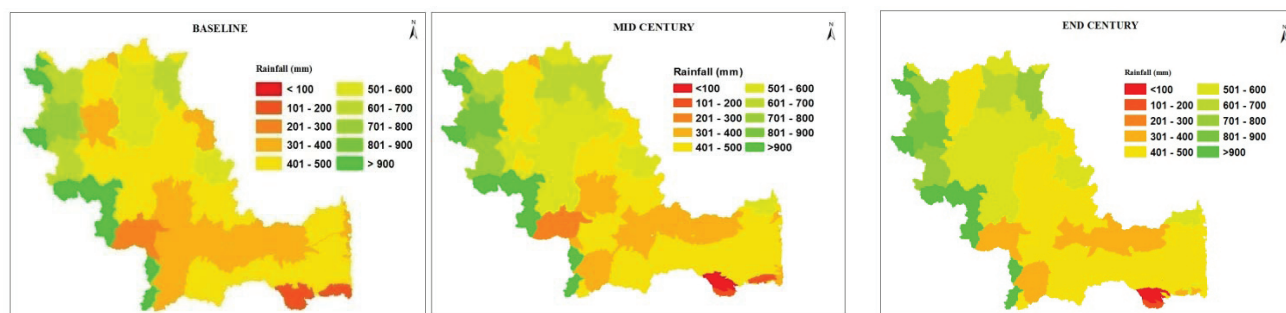 BASELINE
N
Rainfall (mm)
< 100
101 - 200
201 - 300
301 - 400
401 - 500
501 - 600
601 - 700
701 - 800
801 - 900
> 900
MID CENTURY
N
Rainfall (mm)
<100
101 - 200
201 - 300
301 - 400
401 - 500
501 - 600
601 - 700
701 - 800
801 - 900
>900
END CENTURY
N
Rainfall (mm)
<100
101 - 200
201 - 300
301 - 400
401 - 500
501 - 600
601 - 700
701 - 800
801 - 900
>900